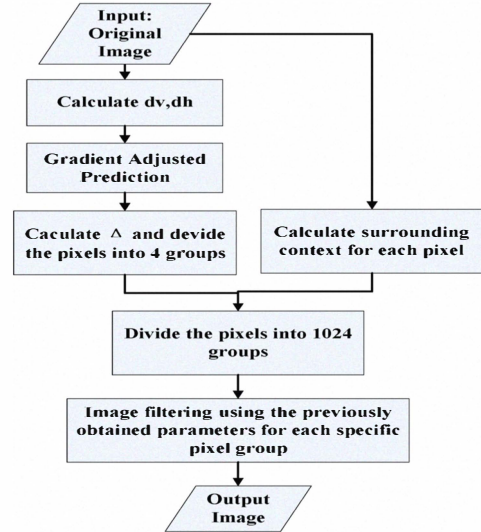 Input:
Original
Image
Calculate dv,dh
Gradient Adjusted
Prediction
Caculate Δ and devide
the pixels into 4 groups
Calculate surrounding
context for each pixel
Divide the pixels into 1024
groups
Image filtering using the previously
obtained parameters for each specific
pixel group
Output
Image